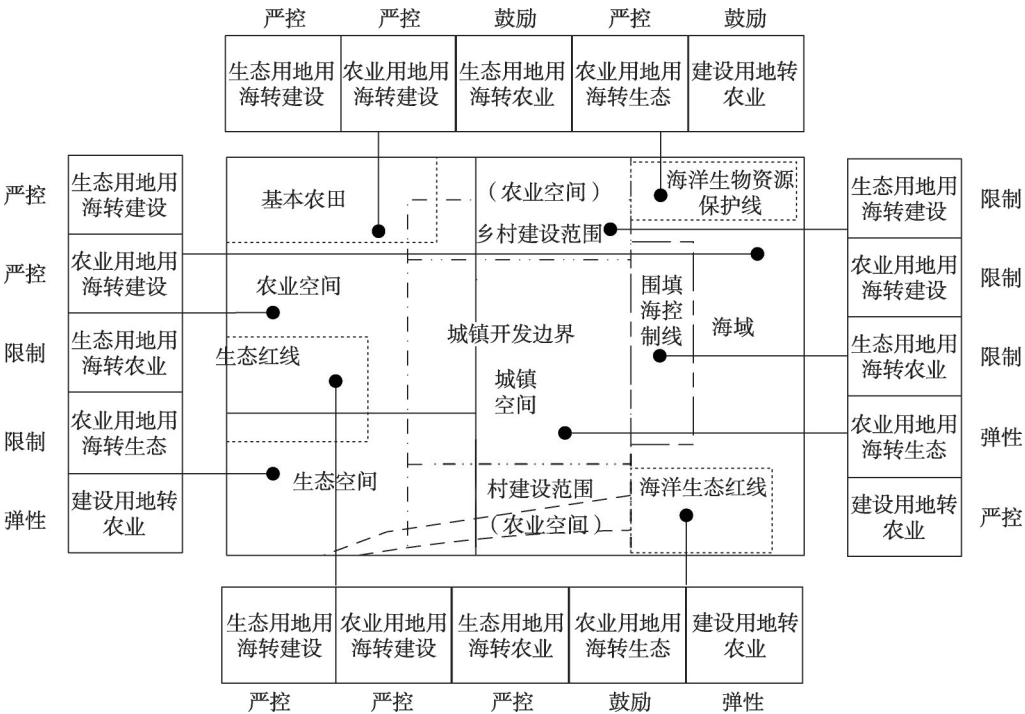 严控
严控
鼓励
严控
鼓励
生态用地用
海转建设
农业用地用
海转建设
生态用地用
海转农业
农业用地用
海转生态
建设用地转
农业
严控
严控
限制
限制
弹性
生态用地用
海转建设
农业用地用
海转建设
生态用地用
海转农业
农业用地用
海转生态
建设用地转
农业
基本农田
农业空间
生态红线
生态空间
（农业空间）
乡村建设范围
城镇开发边界
城镇
空间
村建设范围
（农业空间）
海洋生物资源
保护线
围填
海控
制线
海域
海洋生态红线
生态用地用
海转建设
农业用地用
海转建设
生态用地用
海转农业
农业用地用
海转生态
建设用地转
农业
限制
限制
限制
弹性
严控
生态用地用
海转建设
农业用地用
海转建设
生态用地用
海转农业
农业用地用
海转生态
建设用地转
农业
严控
严控
严控
鼓励
弹性